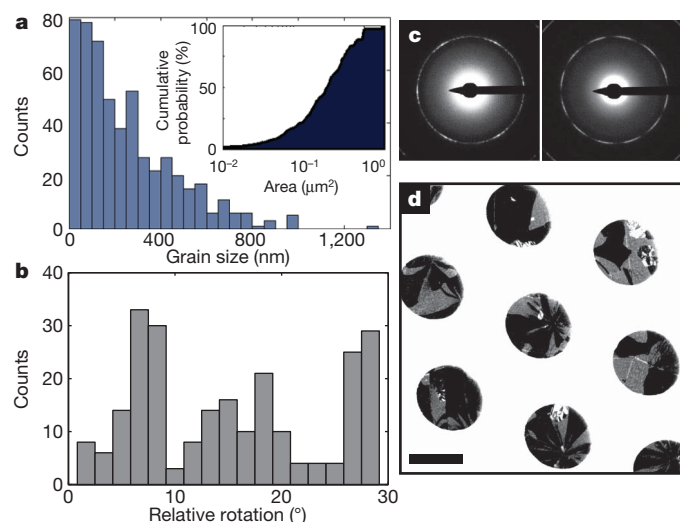 a
80
60
40
20
0
Counts
0
400
800
1,200
Grain size (nm)
100
50
0
Cumulative
probability (%)
10−2
10−1
100
Area (μm2)
b
40
30
20
10
0
Counts
0
10
20
30
Relative rotation (°)
c
d